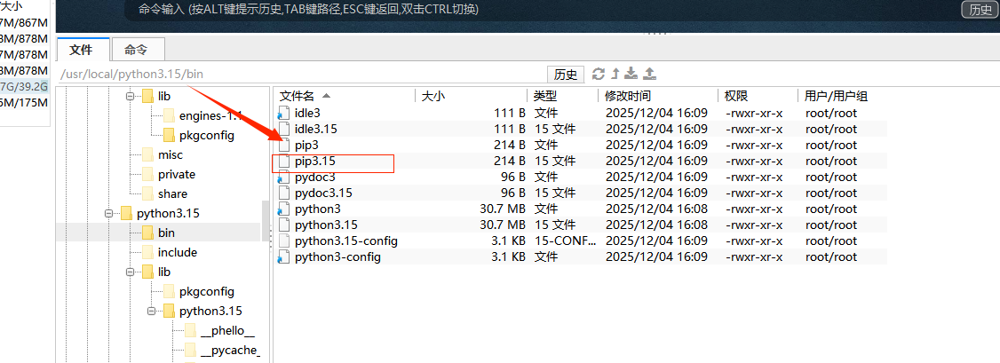 /大小
7M/867M
8M/878M
7M/878M
8M/878M
7G/39.2G
5M/175M
命令输入 (按ALT键提示历史,TAB键路径,ESC键返回,双击CTRL切换)
历史
文件 命令
/usr/local/python3.15/bin
历史
lib
engines-1.1
pkgconfig
misc
private
share
python3.15
bin
include
lib
pkgconfig
python3.15
__phello__
__pycache_
文件名 大小 类型 修改时间 权限 用户/用户组
idle3 111 B 文件 2025/12/04 16:09 -rwxr-xr-x root/root
idle3.15 111 B 15 文件 2025/12/04 16:09 -rwxr-xr-x root/root
pip3 214 B 文件 2025/12/04 16:09 -rwxr-xr-x root/root
pip3.15 214 B 15 文件 2025/12/04 16:09 -rwxr-xr-x root/root
pydoc3 96 B 文件 2025/12/04 16:09 -rwxr-xr-x root/root
pydoc3.15 96 B 15 文件 2025/12/04 16:09 -rwxr-xr-x root/root
python3 30.7 MB 文件 2025/12/04 16:08 -rwxr-xr-x root/root
python3.15 30.7 MB 15 文件 2025/12/04 16:08 -rwxr-xr-x root/root
python3.15-config 3.1 KB 15-CONF... 2025/12/04 16:09 -rwxr-xr-x root/root
python3-config 3.1 KB 文件 2025/12/04 16:09 -rwxr-xr-x root/root